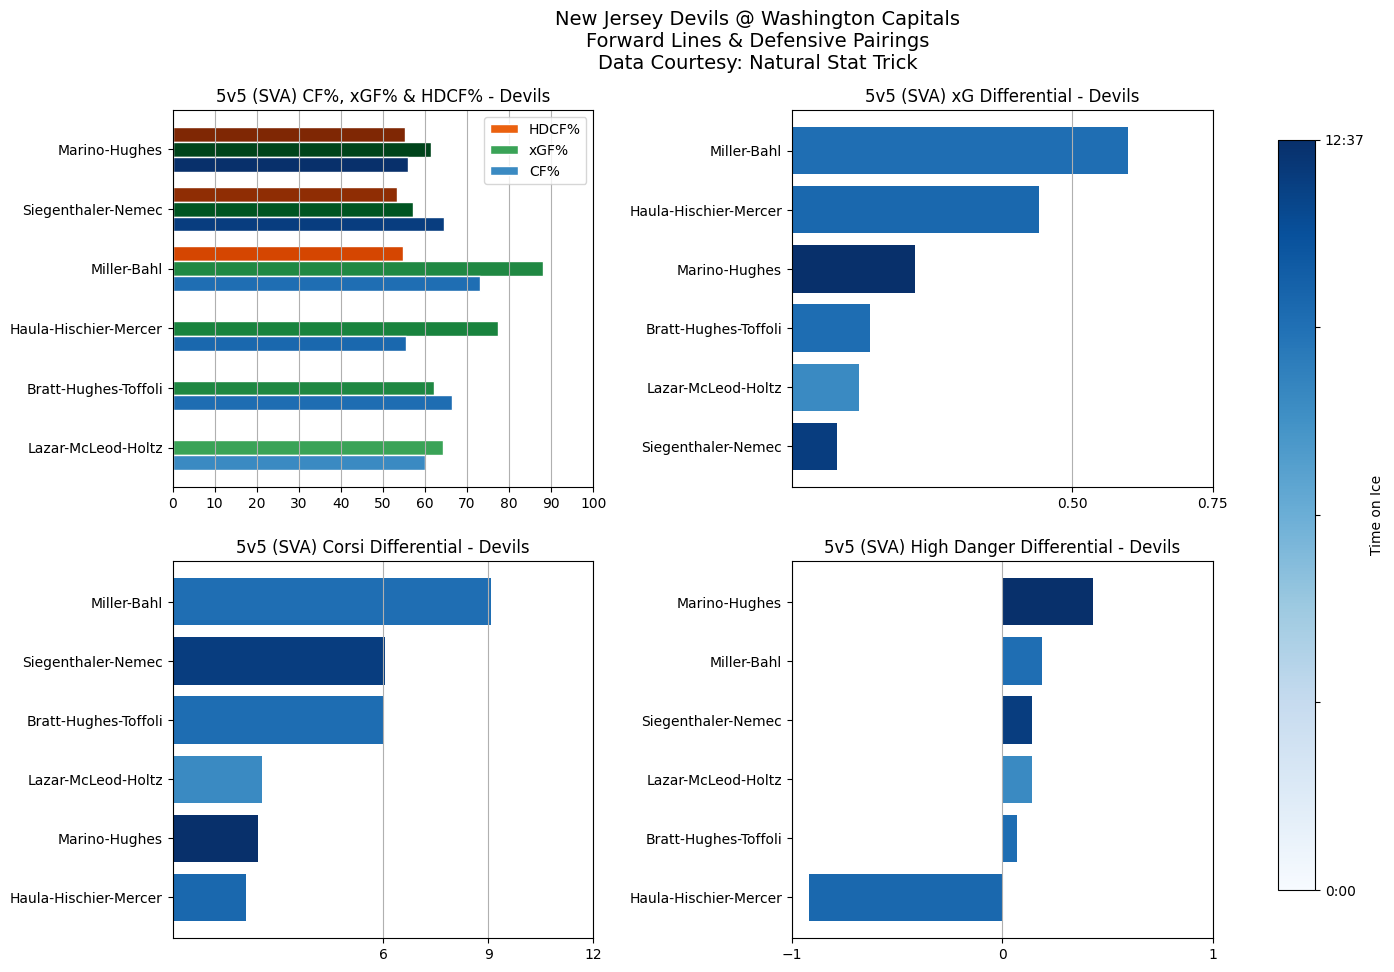 New Jersey Devils @ Washington Capitals
Forward Lines & Defensive Pairings
Data Courtesy: Natural Stat Trick
5v5 (SVA) CF%, xGF% & HDCF% - Devils
HDCF%
xGF%
CF%
Marino-Hughes
Siegenthaler-Nemec
Miller-Bahl
Haula-Hischier-Mercer
Bratt-Hughes-Toffoli
Lazar-McLeod-Holtz
0 10 20 30 40 50 60 70 80 90 100
5v5 (SVA) xG Differential - Devils
Miller-Bahl
Haula-Hischier-Mercer
Marino-Hughes
Bratt-Hughes-Toffoli
Lazar-McLeod-Holtz
Siegenthaler-Nemec
0.50 0.75
5v5 (SVA) Corsi Differential - Devils
Miller-Bahl
Siegenthaler-Nemec
Bratt-Hughes-Toffoli
Lazar-McLeod-Holtz
Marino-Hughes
Haula-Hischier-Mercer
6 9 12
5v5 (SVA) High Danger Differential - Devils
Marino-Hughes
Miller-Bahl
Siegenthaler-Nemec
Lazar-McLeod-Holtz
Bratt-Hughes-Toffoli
Haula-Hischier-Mercer
−1 0 1
12:37
Time on Ice
0:00